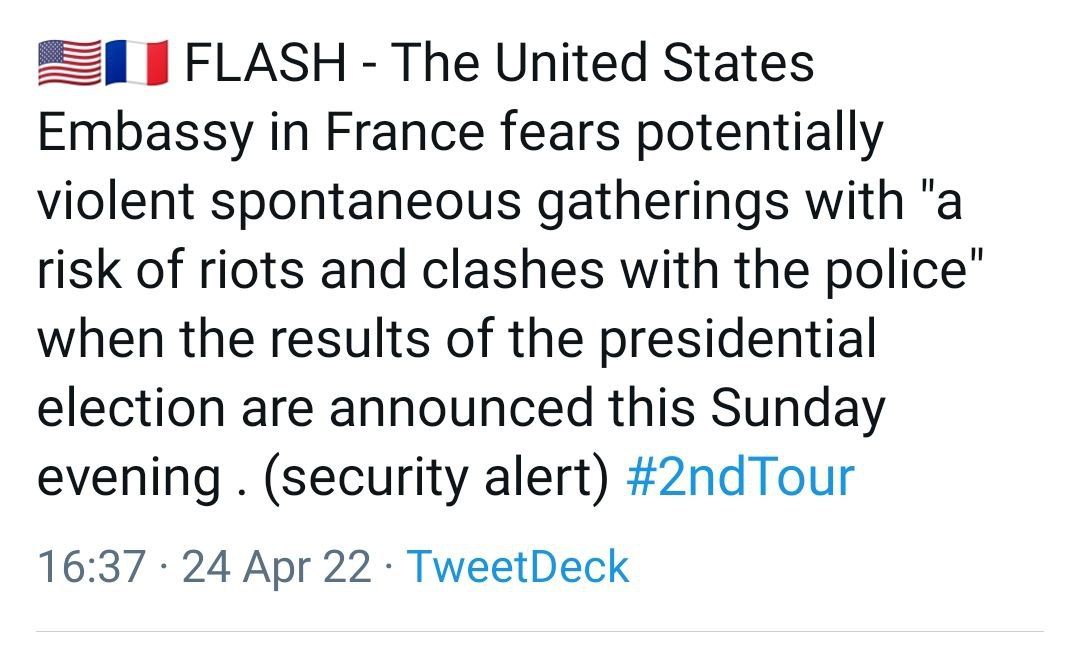 🇺🇸🇫🇷 FLASH - The United States
Embassy in France fears potentially
violent spontaneous gatherings with "a
risk of riots and clashes with the police"
when the results of the presidential
election are announced this Sunday
evening . (security alert) #2ndTour
16:37 · 24 Apr 22 · TweetDeck